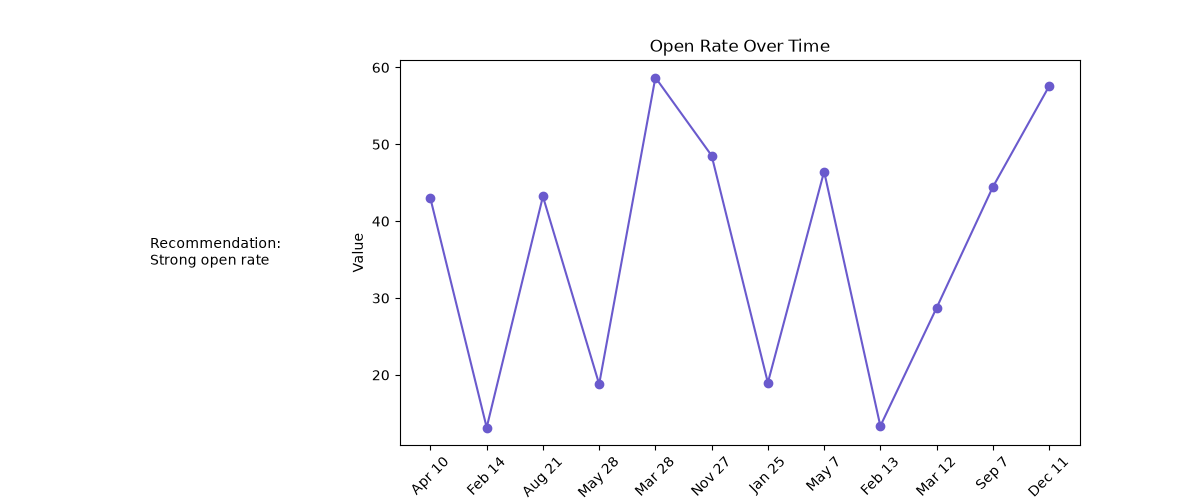 Open Rate Over Time
Recommendation:
Strong open rate
Value
60
50
40
30
20
Apr 10
Feb 14
Aug 21
May 28
Mar 28
Nov 27
Jan 25
May 7
Feb 13
Mar 12
Sep 7
Dec 11